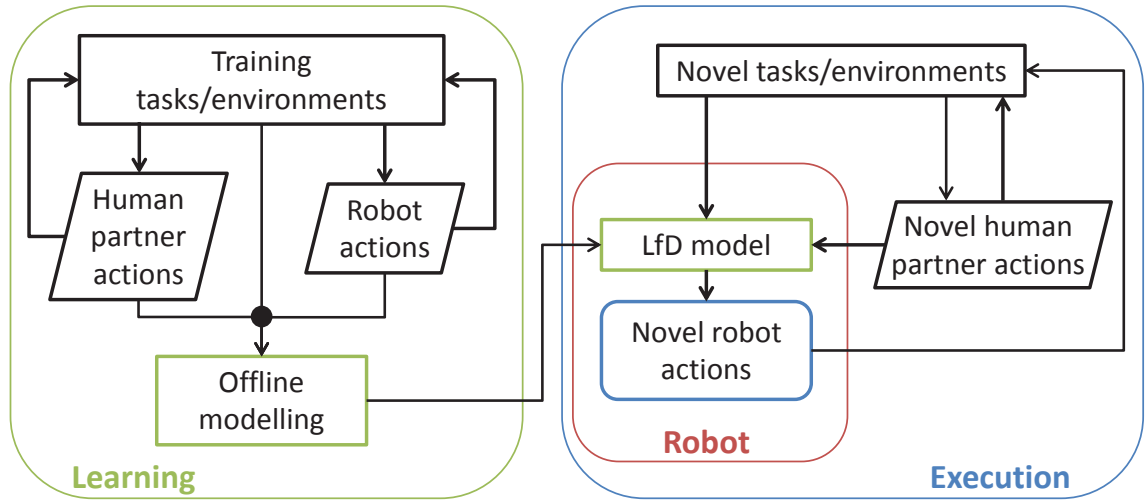 Training
tasks/environments
Human
partner
actions
Robot
actions
Offline
modelling
Learning
Novel tasks/environments
LfD model
Novel human
partner actions
Novel robot
actions
Robot
Execution